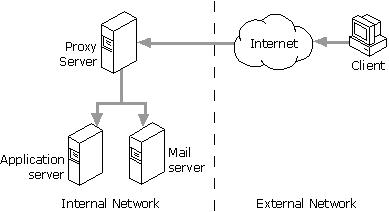 Proxy
Server
Internet
Client
Application
server
Mail
server
Internal Network
External Network